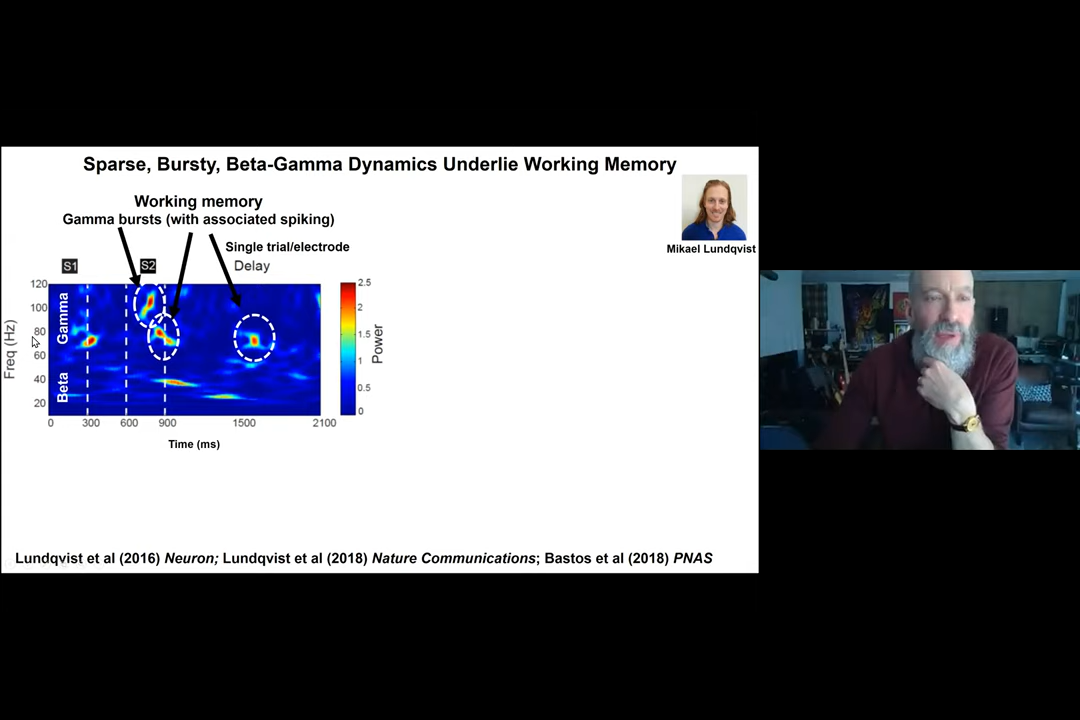 Sparse, Bursty, Beta-Gamma Dynamics Underlie Working Memory
Working memory
Gamma bursts (with associated spiking)
Single trial/electrode
Mikael Lundqvist
S1
S2
Delay
120
100
80
60
40
20
Freq (Hz)
Gamma
Beta
2.5
2
1.5
1
0.5
0
Power
0 300 600 900 1500 2100
Time (ms)
Lundqvist et al (2016) Neuron; Lundqvist et al (2018) Nature Communications; Bastos et al (2018) PNAS